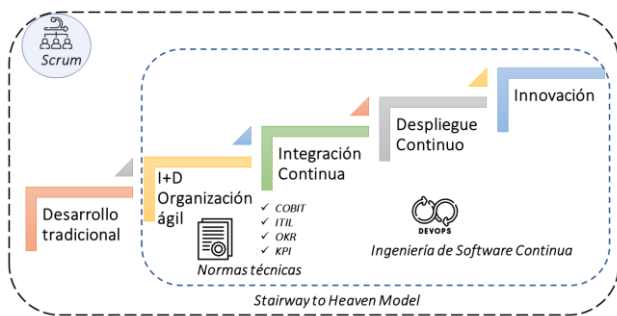 Scrum
Desarrollo
tradicional
I+D
Organización
ágil
Integración
Continua
Despliegue
Continuo
Innovación
✓ COBIT
✓ ITIL
✓ OKR
✓ KPI
Normas técnicas
DEVOPS
Ingeniería de Software Continua
Stairway to Heaven Model